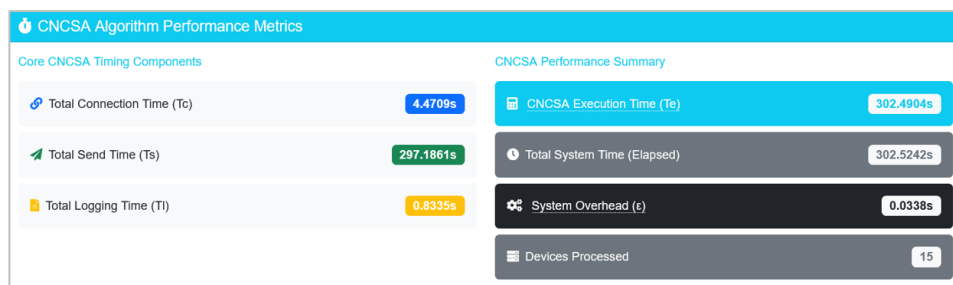 CNCSA Algorithm Performance Metrics
Core CNCSA Timing Components
Total Connection Time (Tc) 4.4709s
Total Send Time (Ts) 297.1861s
Total Logging Time (Tl) 0.8335s
CNCSA Performance Summary
CNCSA Execution Time (Te) 302.4904s
Total System Time (Elapsed) 302.5242s
System Overhead (ε) 0.0338s
Devices Processed 15